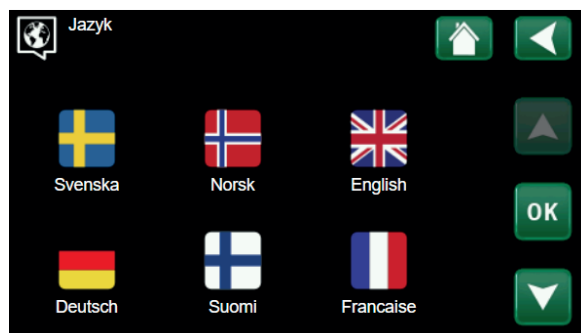 Jazyk
Svenska
Norsk
English
OK
Deutsch
Suomi
Francaise